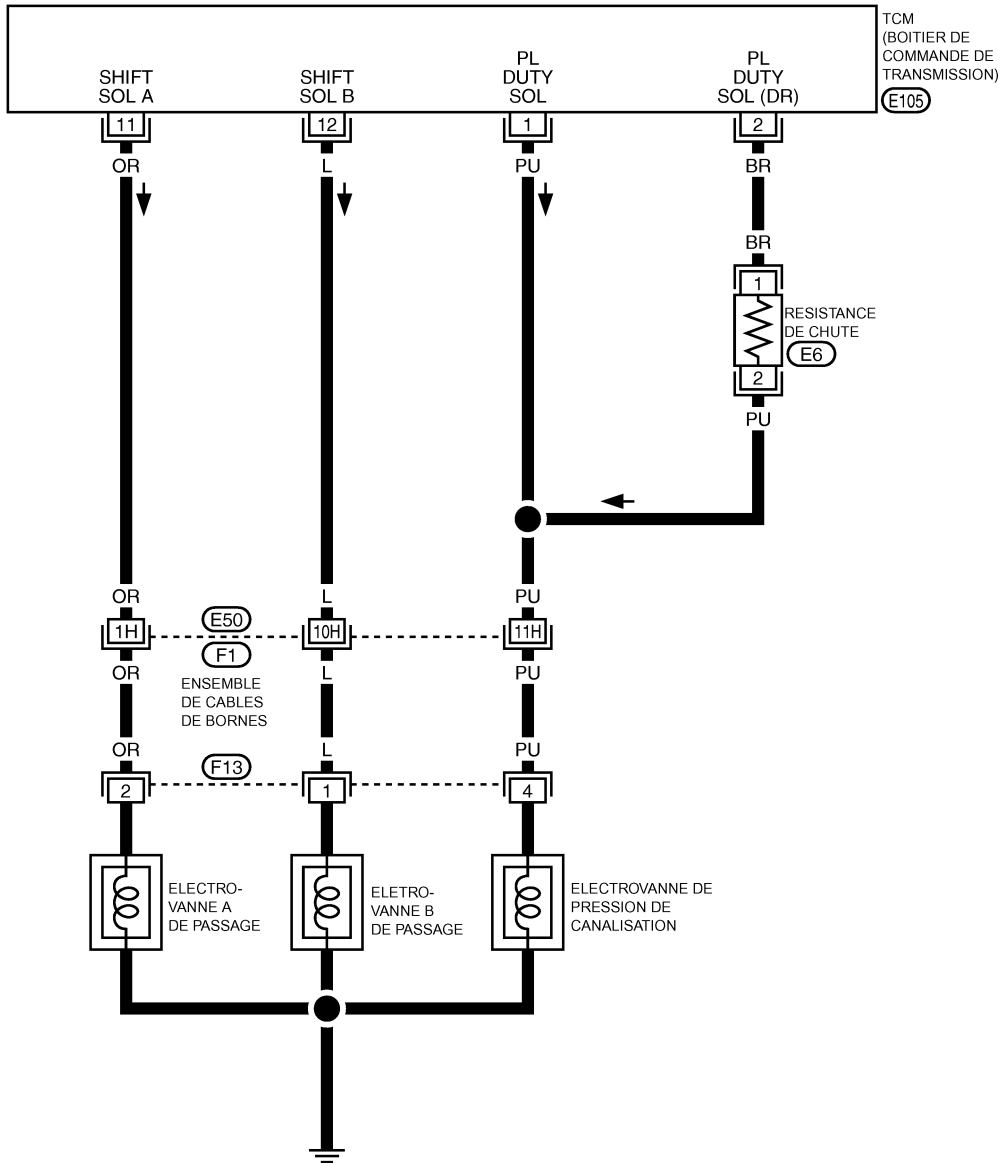 TCM
(BOITIER DE
COMMANDE DE
TRANSMISSION)
E105
SHIFT
SOL A
SHIFT
SOL B
PL
DUTY
SOL
PL
DUTY
SOL (DR)
11
12
1
2
OR
L
PU
BR
BR
1
RESISTANCE
DE CHUTE
E6
2
PU
OR
L
PU
1H
E50
10H
11H
F1
OR
L
PU
ENSEMBLE
DE CABLES
DE BORNES
OR
L
PU
F13
2
1
4
ELECTRO-
VANNE A
DE PASSAGE
ELETRO-
VANNE B
DE PASSAGE
ELECTROVANNE DE
PRESSION DE
CANALISATION